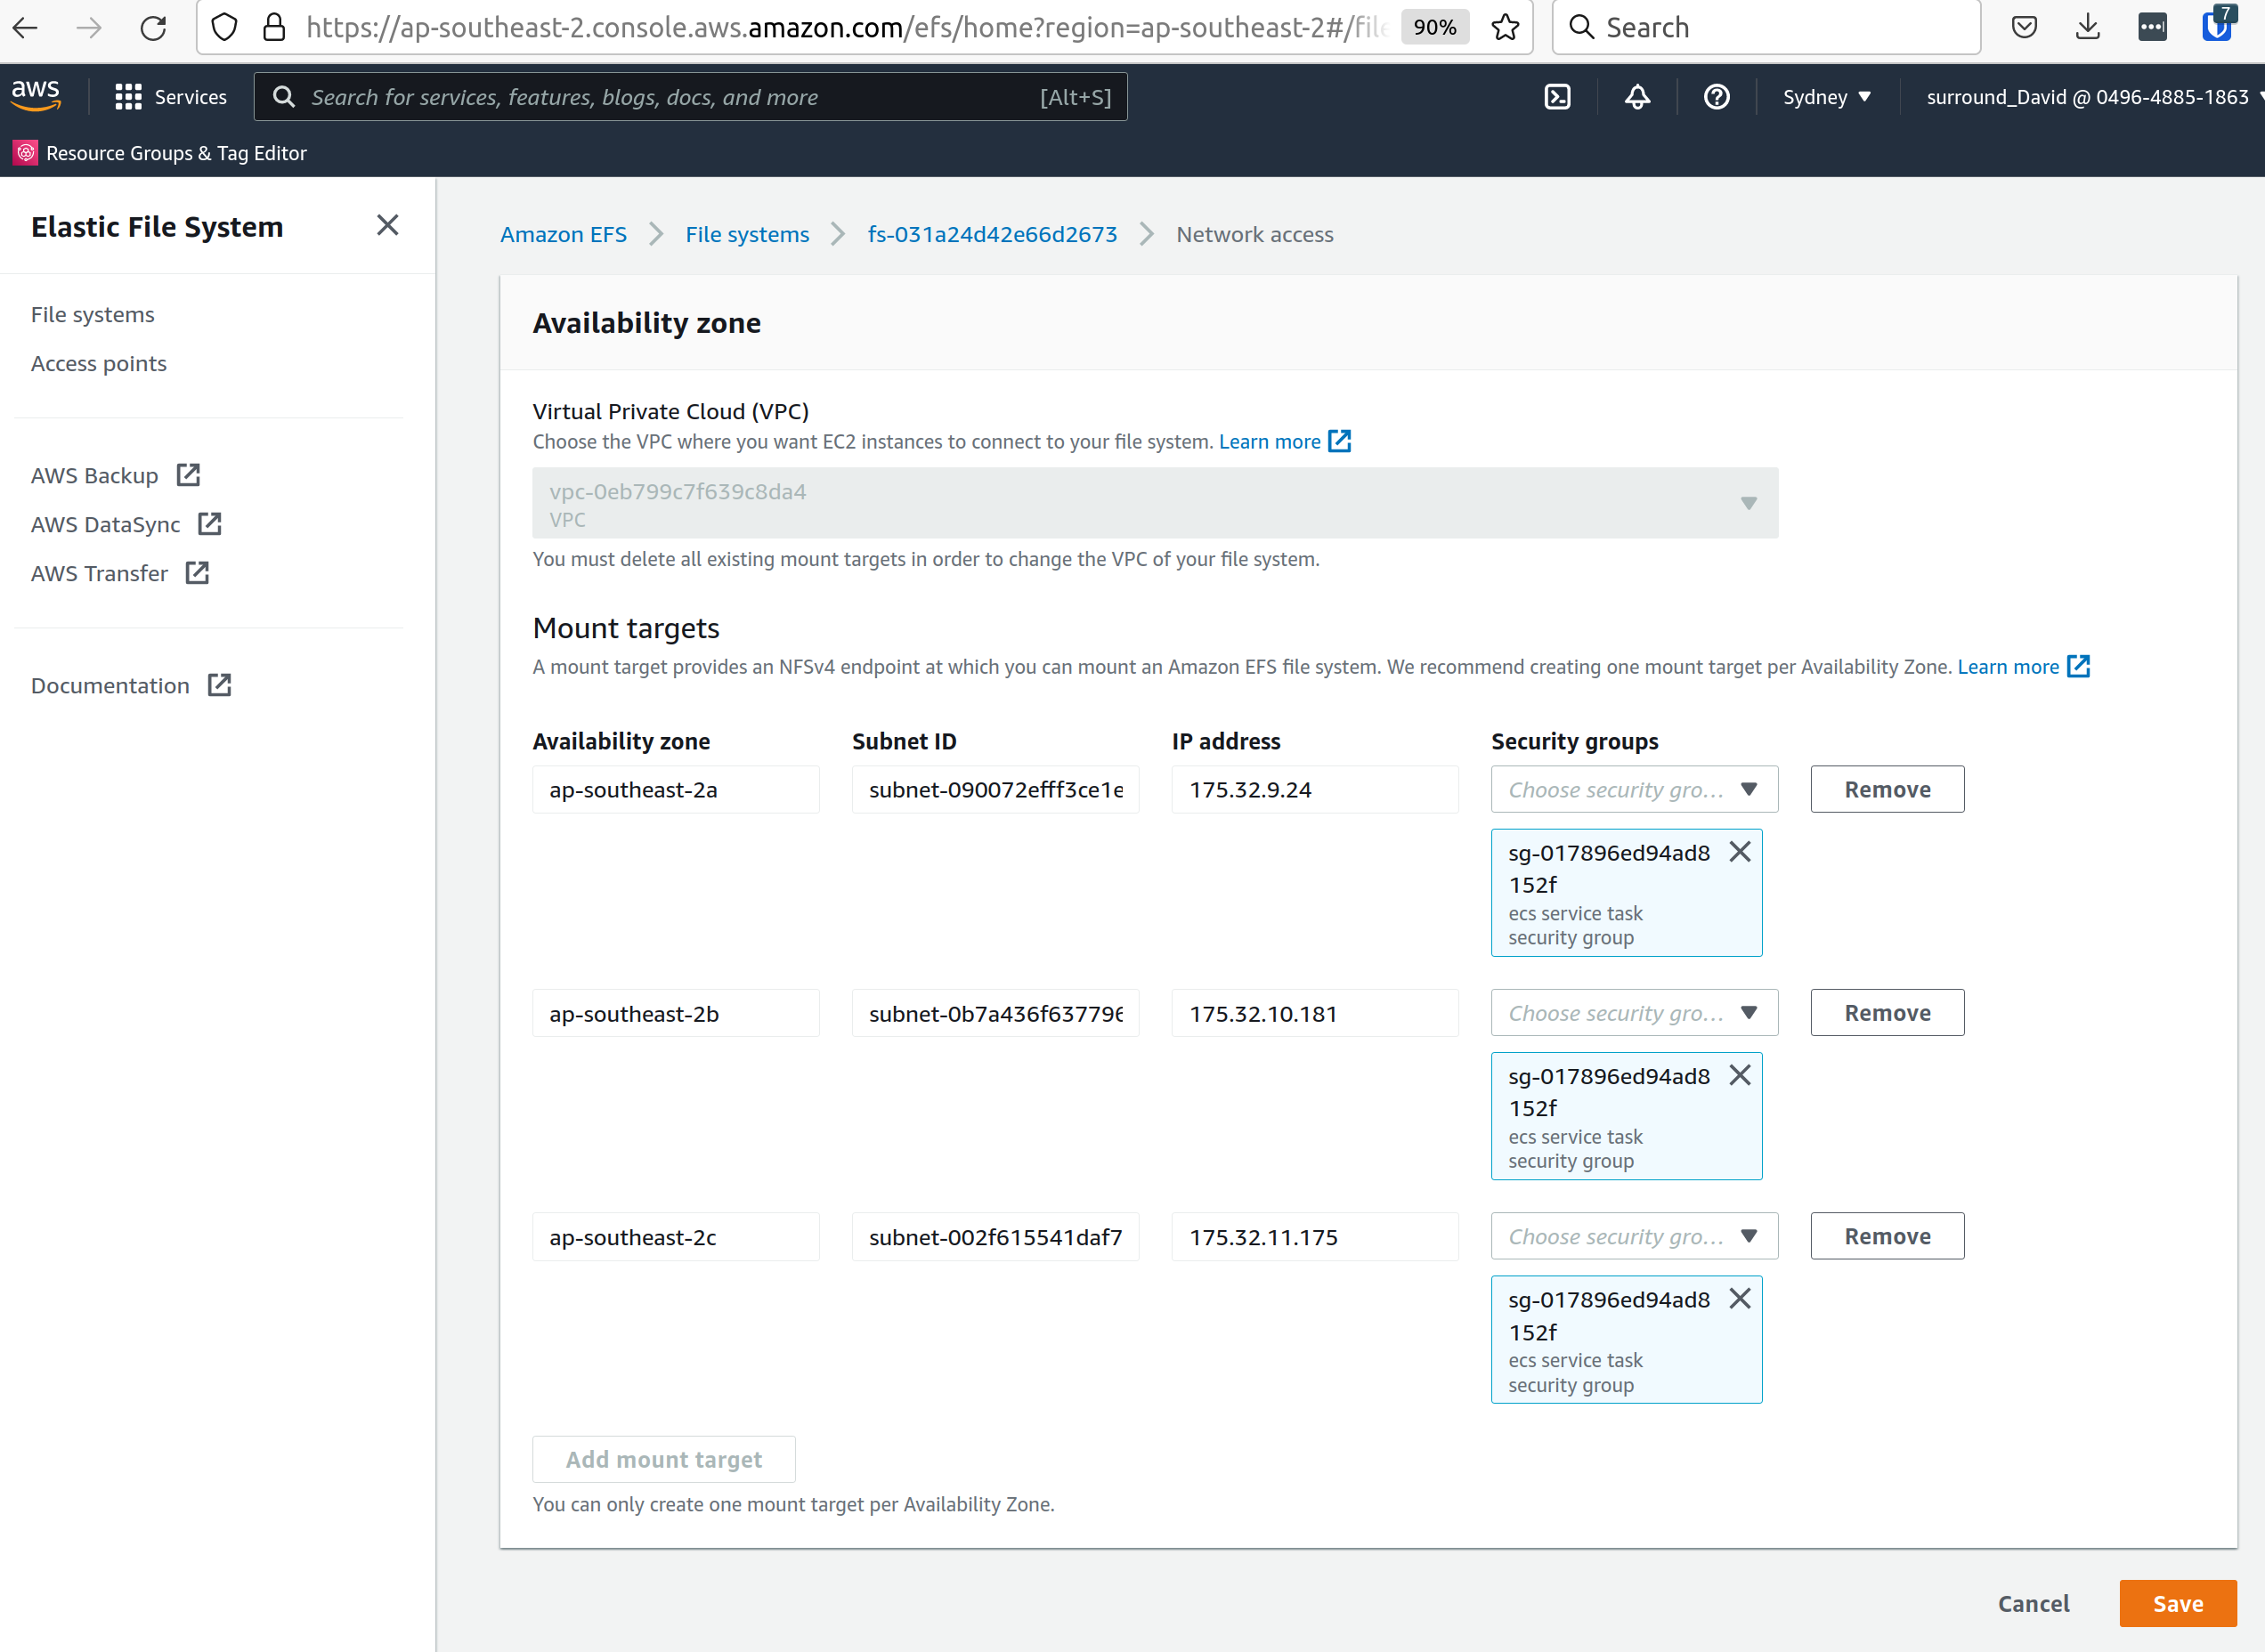 https://ap-southeast-2.console.aws.amazon.com/efs/home?region=ap-southeast-2#/file
90%
Search
7
aws
Services
Search for services, features, blogs, docs, and more
[Alt+S]
Sydney
surround_David @ 0496-4885-1863
Resource Groups & Tag Editor
Elastic File System
File systems
Access points
AWS Backup
AWS DataSync
AWS Transfer
Documentation
Amazon EFS
File systems
fs-031a24d42e66d2673
Network access
Availability zone
Virtual Private Cloud (VPC)
Choose the VPC where you want EC2 instances to connect to your file system. Learn more
vpc-0eb799c7f639c8da4
VPC
You must delete all existing mount targets in order to change the VPC of your file system.
Mount targets
A mount target provides an NFSv4 endpoint at which you can mount an Amazon EFS file system. We recommend creating one mount target per Availability Zone. Learn more
Availability zone
Subnet ID
IP address
Security groups
ap-southeast-2a
subnet-090072efff3ce1e
175.32.9.24
Choose security gro...
Remove
sg-017896ed94ad8
152f
ecs service task
security group
ap-southeast-2b
subnet-0b7a436f637796
175.32.10.181
Choose security gro...
Remove
sg-017896ed94ad8
152f
ecs service task
security group
ap-southeast-2c
subnet-002f615541daf7
175.32.11.175
Choose security gro...
Remove
sg-017896ed94ad8
152f
ecs service task
security group
Add mount target
You can only create one mount target per Availability Zone.
Cancel
Save